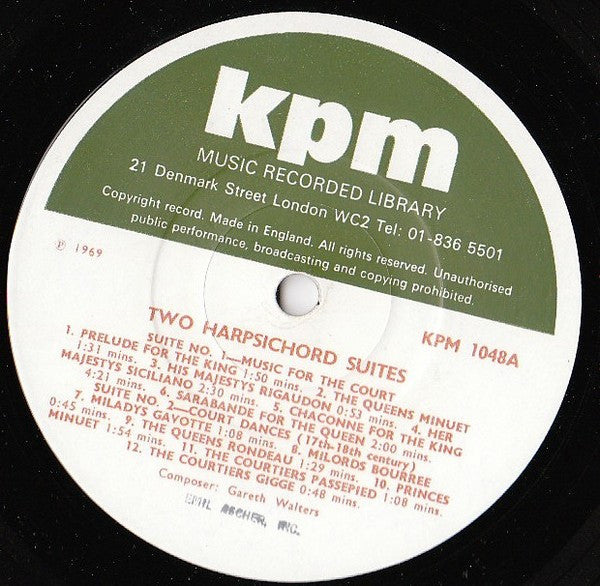 kpm
MUSIC RECORDED LIBRARY
21 Denmark Street London WC2 Tel: 01-836 5501
Copyright record. Made in England. All rights reserved. Unauthorised
public performance, broadcasting and copying prohibited.
℗ 1969
KPM 1048A
TWO HARPSICHORD SUITES
SUITE NO. 1—MUSIC FOR THE COURT
1. PRELUDE FOR THE KING 1:50 mins. 2. THE QUEENS MINUET
1:31 mins. 3. HIS MAJESTYS RIGAUDON 0:53 mins. 4. HER
MAJESTYS SICILIANO 2:30 mins. 5. CHACONNE FOR THE KING
4:21 mins. 6. SARABANDE FOR THE QUEEN 2:00 mins.
SUITE NO. 2—COURT DANCES (17th-18th century)
7. MILADYS GAVOTTE 1:08 mins. 8. MILORDS BOURREE
0:45 mins. 9. THE QUEENS RONDEAU 1:29 mins. 10. PRINCES
MINUET 1:54 mins. 11. THE COURTIERS PASSEPIED 1:08 mins.
12. THE COURTIERS GIGGE 0:48 mins.
Composer: Gareth Walters
EMIL ASCHER, INC.